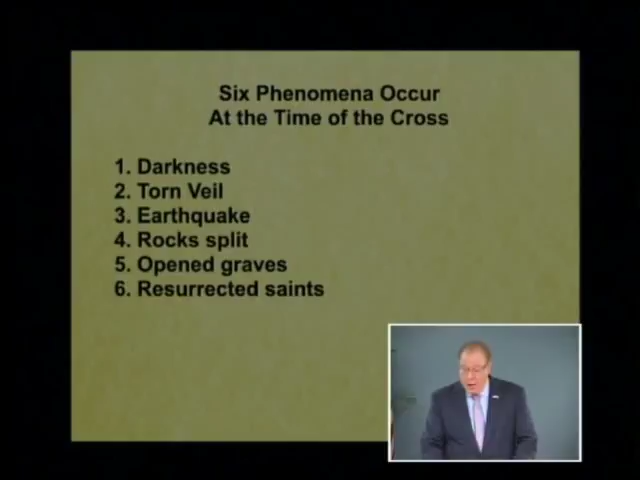 Six Phenomena Occur
At the Time of the Cross
1. Darkness
2. Torn Veil
3. Earthquake
4. Rocks split
5. Opened graves
6. Resurrected saints